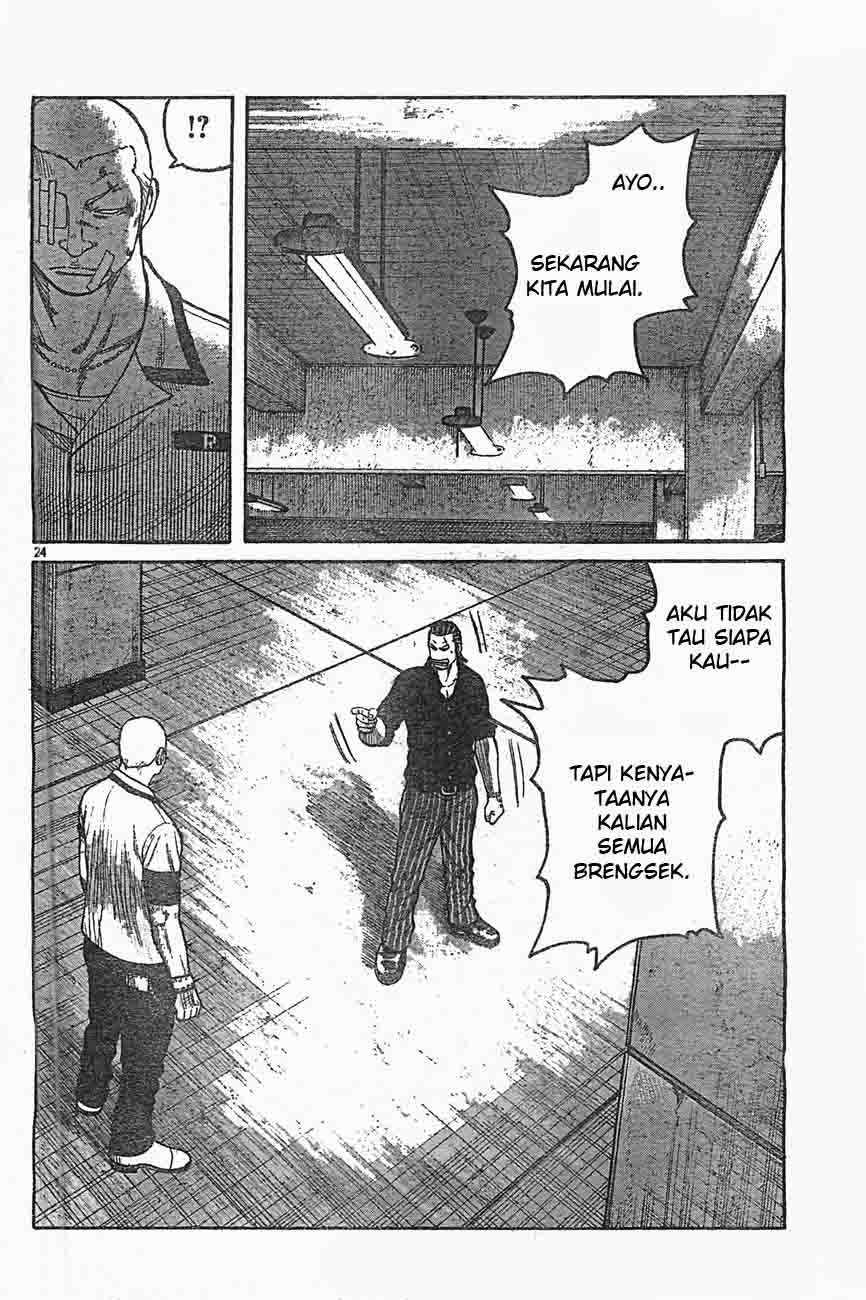 AYO..
SEKARANG
KITA MULAI.
!?
R
24
AKU TIDAK
TAU SIAPA
KAU--
TAPI KENYA-
TAANYA
KALIAN
SEMUA
BRENGSEK.